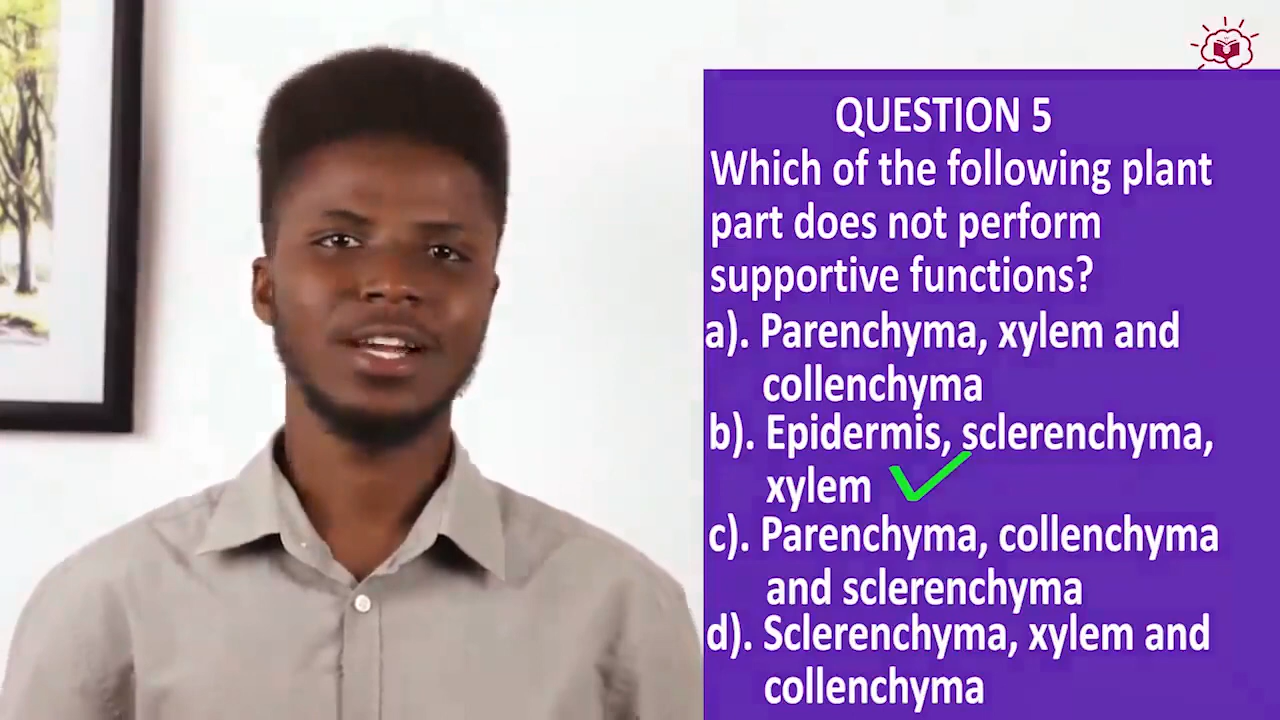 QUESTION 5
Which of the following plant
part does not perform
supportive functions?
a). Parenchyma, xylem and
collenchyma
b). Epidermis, sclerenchyma,
xylem
c). Parenchyma, collenchyma
and sclerenchyma
d). Sclerenchyma, xylem and
collenchyma